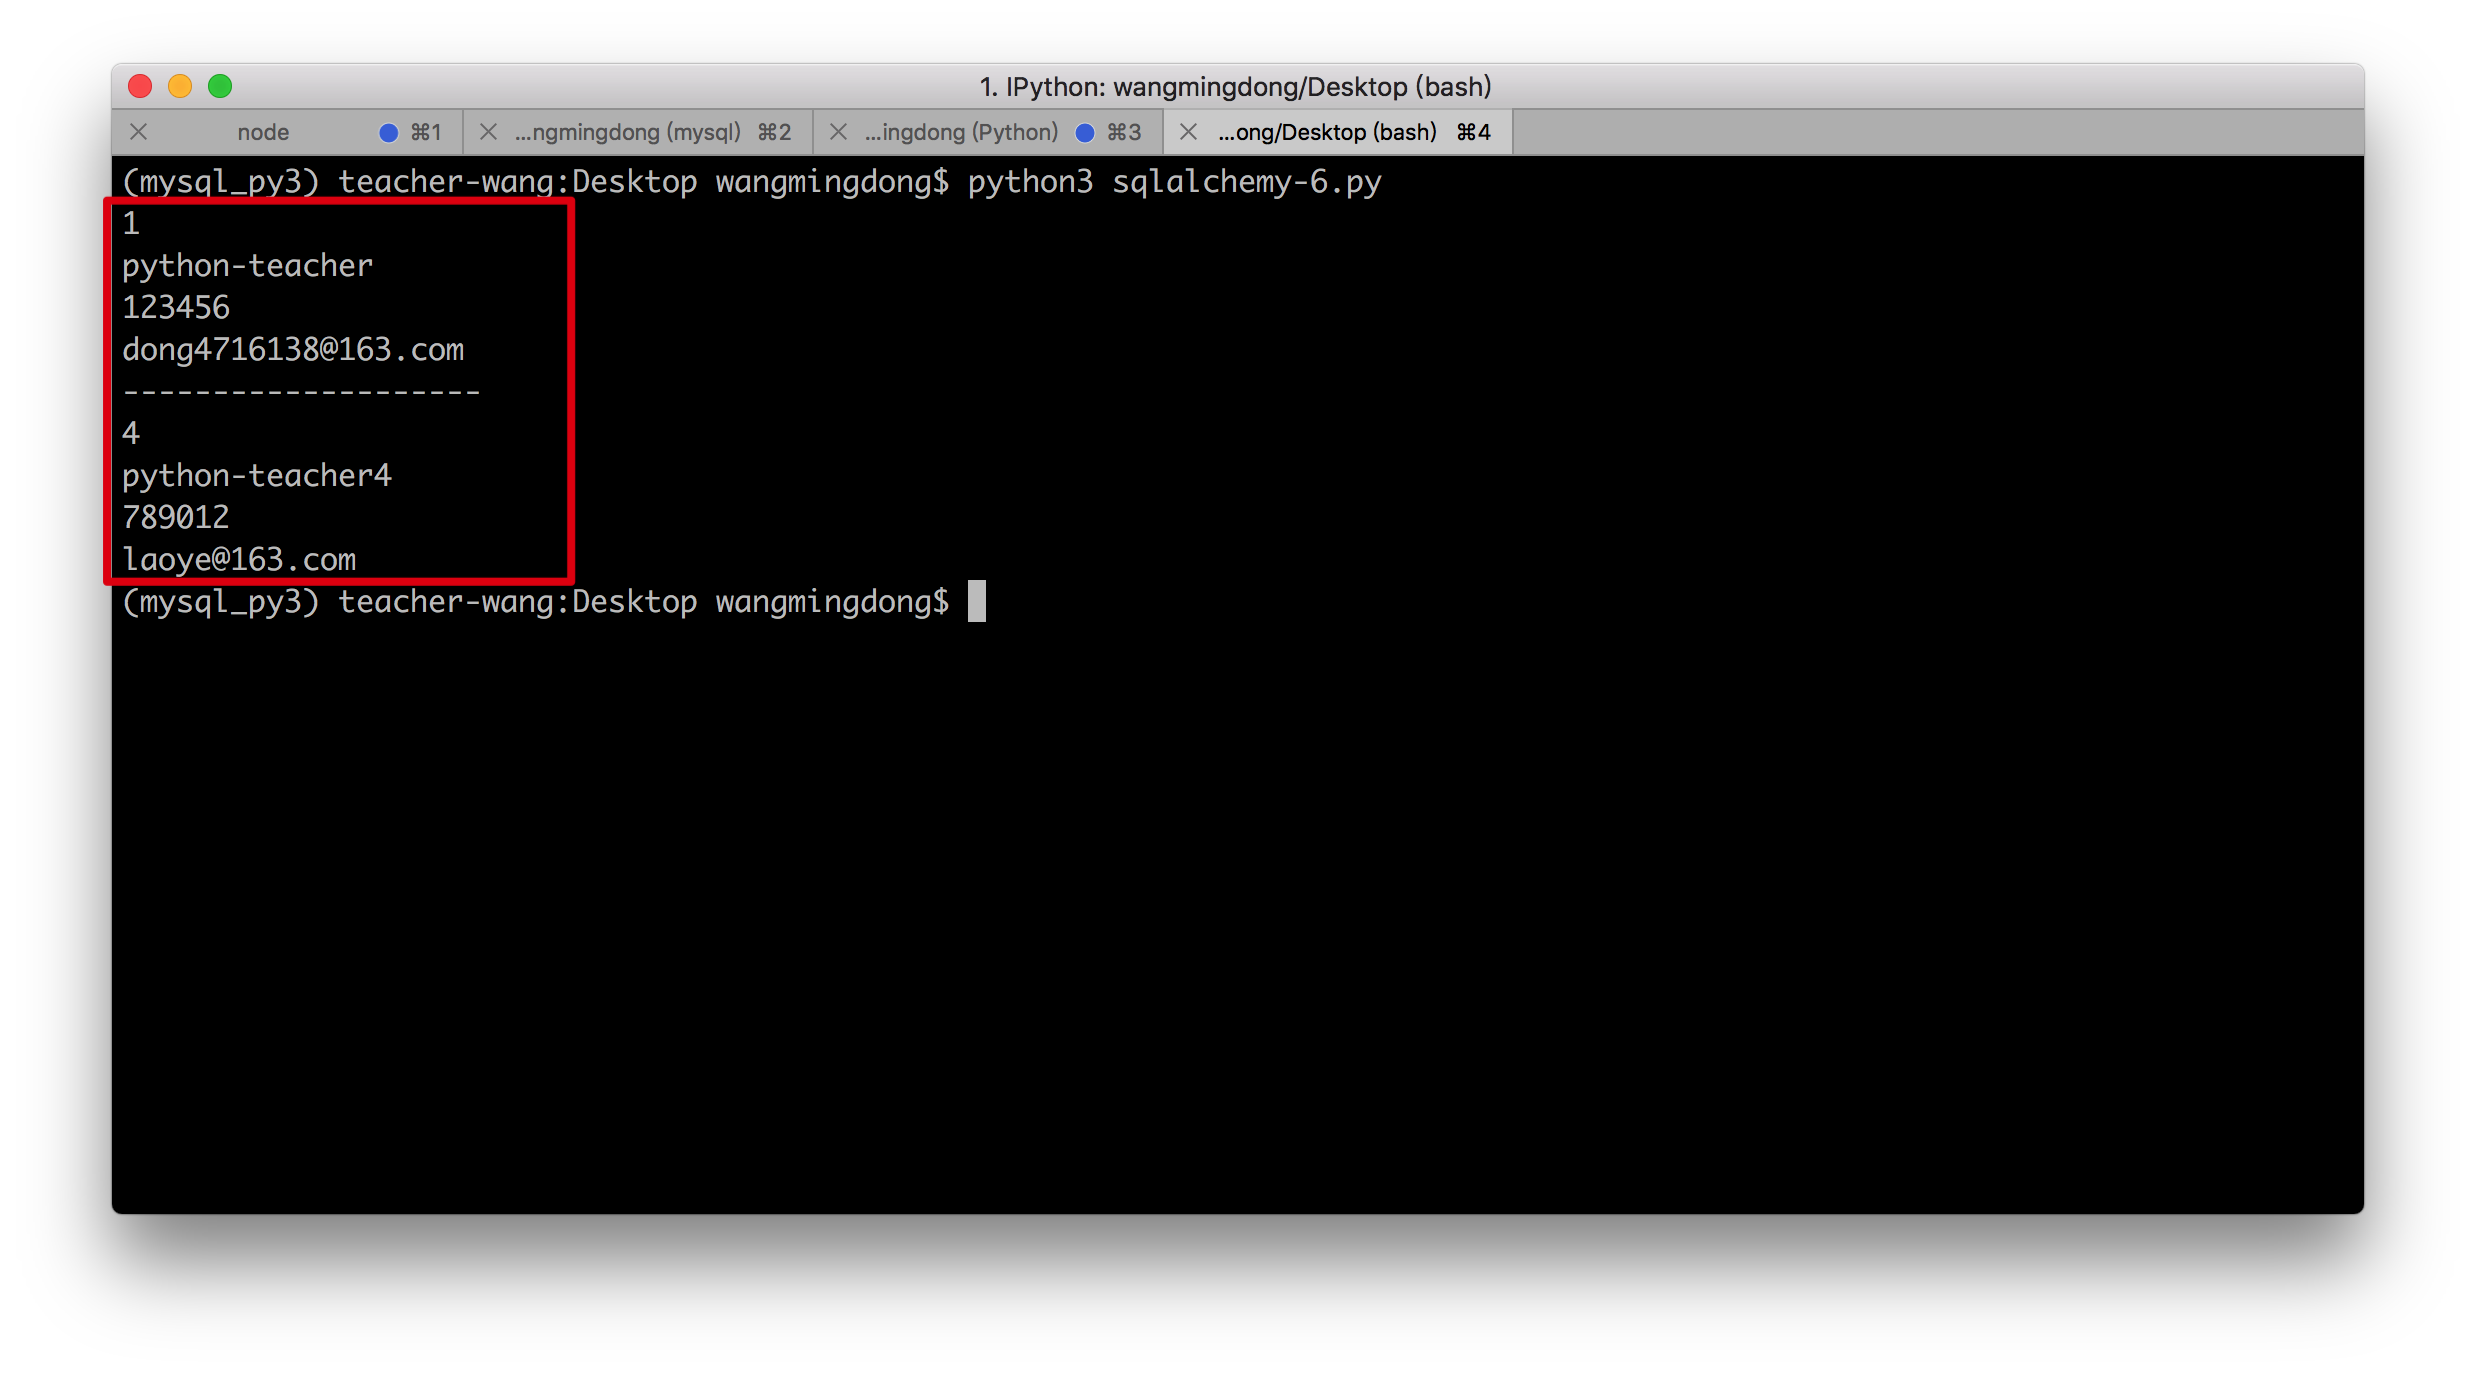 1. IPython: wangmingdong/Desktop (bash)
node ⌘1 ...ngmingdong (mysql) ⌘2 ...ingdong (Python) ⌘3 ...ong/Desktop (bash) ⌘4
(mysql_py3) teacher-wang:Desktop wangmingdong$ python3 sqlalchemy-6.py
1
python-teacher
123456
dong4716138@163.com
--------------------
4
python-teacher4
789012
laoye@163.com
(mysql_py3) teacher-wang:Desktop wangmingdong$